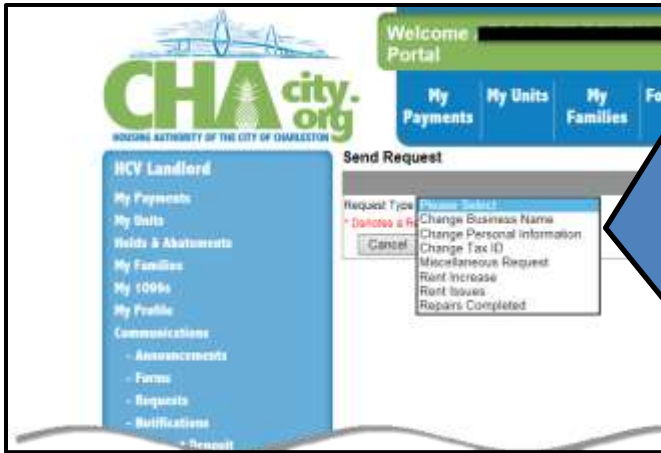 Welcome
Portal
CHA city.
org
HOUSING AUTHORITY OF THE CITY OF CHARLESTON
My Payments
My Units
My Families
HCV Landlord
My Payments
My Units
Holds & Abatements
My Families
My 1099s
My Profile
Communications
- Announcements
- Forms
- Requests
- Notifications
Deposit
Send Request
Request Type
Please Select
* Denotes a
Change Business Name
Change Personal Information
Change Tax ID
Miscellaneous Request
Rent Increase
Rent Issues
Repairs Completed
Cancel